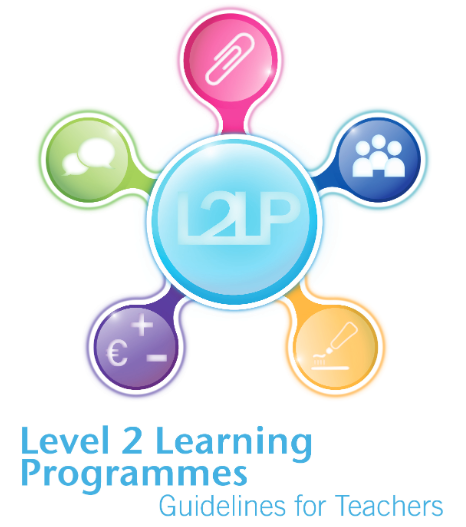 L2LP
€ + -
Level 2 Learning
Programmes
Guidelines for Teachers